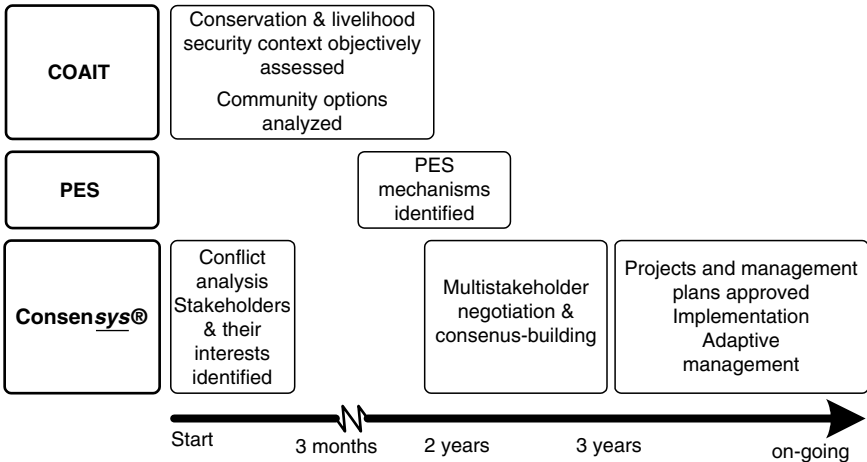 COAIT
Conservation & livelihood
security context objectively
assessed
Community options
analyzed
PES
PES
mechanisms
identified
Consensys®
Conflict
analysis
Stakeholders
& their
interests
identified
Multistakeholder
negotiation &
consenus-building
Projects and management
plans approved
Implementation
Adaptive
management
Start
3 months
2 years
3 years
on-going